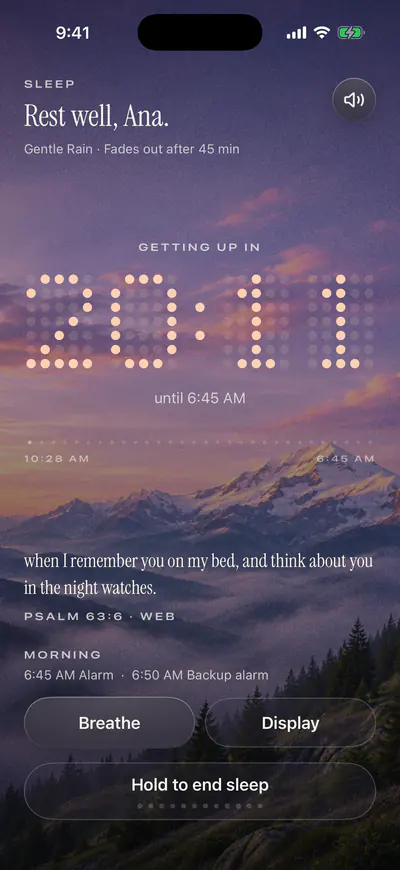 9:41
SLEEP
Rest well, Ana.
Gentle Rain · Fades out after 45 min
GETTING UP IN
20:11
until 6:45 AM
10:28 AM
6:45 AM
when I remember you on my bed, and think about you
in the night watches.
PSALM 63:6 · WEB
MORNING
6:45 AM Alarm · 6:50 AM Backup alarm
Breathe
Display
Hold to end sleep